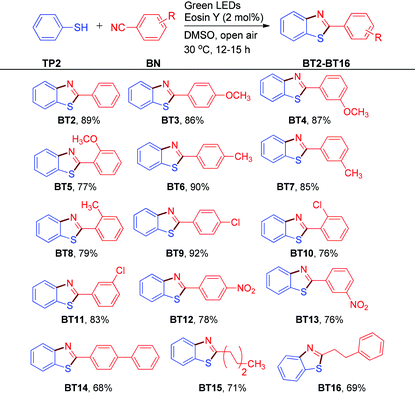 Green LEDs
Eosin Y (2 mol%)
DMSO, open air
30 °C, 12-15 h
SH + NC R N S R
TP2 BN BT2-BT16
N S N S OCH3 N S OCH3
BT2, 89% BT3, 86% BT4, 87%
H3CO N S N S CH3 N S CH3
BT5, 77% BT6, 90% BT7, 85%
H3C N S N S Cl Cl N S
BT8, 79% BT9, 92% BT10, 76%
Cl N S N S NO2 N S NO2
BT11, 83% BT12, 78% BT13, 76%
N S N S ( )2 CH3 N S
BT14, 68% BT15, 71% BT16, 69%